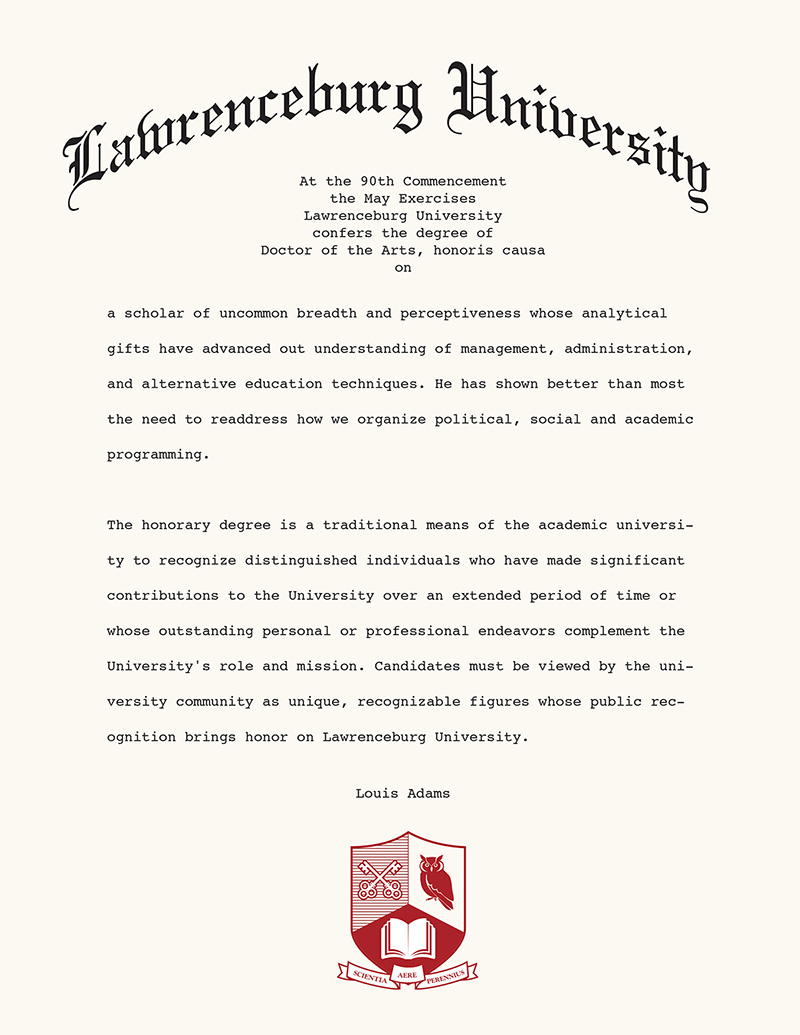 Lawrenceburg University
At the 90th Commencement
the May Exercises
Lawrenceburg University
confers the degree of
Doctor of the Arts, honoris causa
on
a scholar of uncommon breadth and perceptiveness whose analytical
gifts have advanced out understanding of management, administration,
and alternative education techniques. He has shown better than most
the need to readdress how we organize political, social and academic
programming.
The honorary degree is a traditional means of the academic universi-
ty to recognize distinguished individuals who have made significant
contributions to the University over an extended period of time or
whose outstanding personal or professional endeavors complement the
University's role and mission. Candidates must be viewed by the uni-
versity community as unique, recognizable figures whose public rec-
ognition brings honor on Lawrenceburg University.
Louis Adams
SCIENTIA AERE PERENNIUS